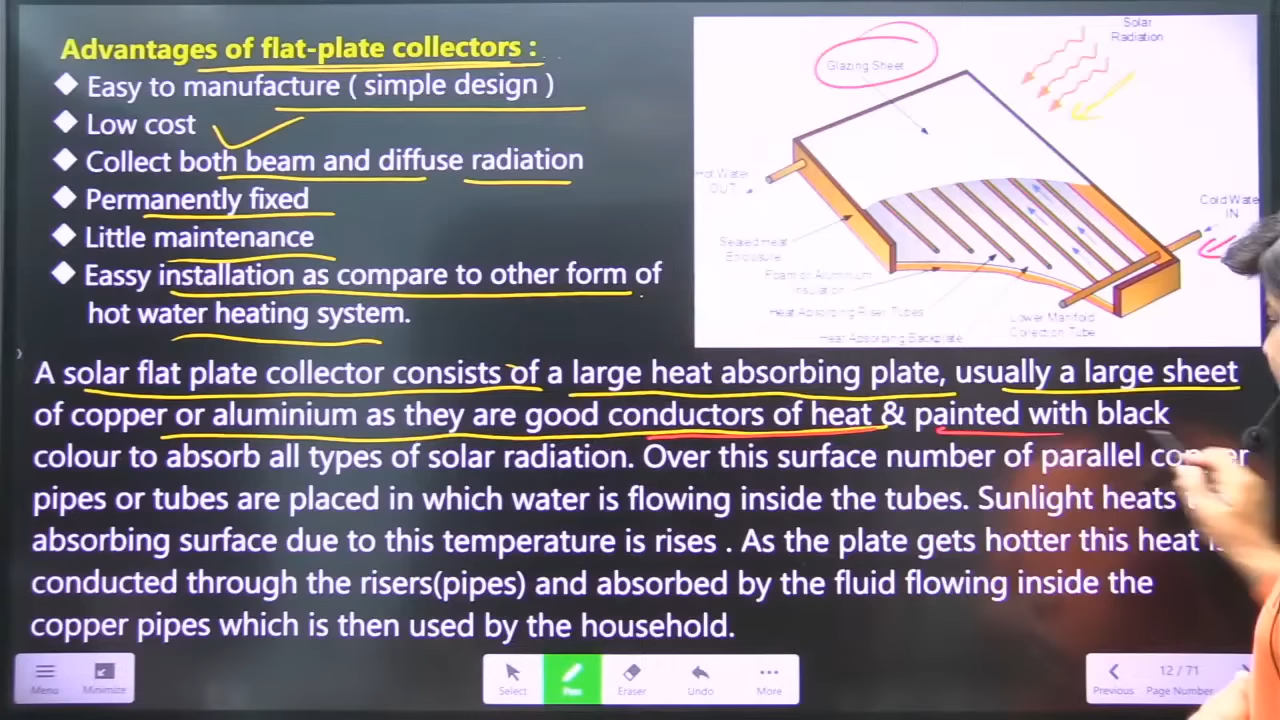 Advantages of flat-plate collectors :
Easy to manufacture ( simple design )
Low cost
Collect both beam and diffuse radiation
Permanently fixed
Little maintenance
Eassy installation as compare to other form of
hot water heating system.
Solar
Radiation
Glazing Sheet
Hot Water
OUT
Cold Water
IN
Sealed Heat
Enclosure
Foam or Aluminium
Insulation
Heat Absorbing Riser Tubes
Heat Absorbing Backplate
Lower Manifold
Collection Tube
A solar flat plate collector consists of a large heat absorbing plate, usually a large sheet
of copper or aluminium as they are good conductors of heat & painted with black
colour to absorb all types of solar radiation. Over this surface number of parallel copper
pipes or tubes are placed in which water is flowing inside the tubes. Sunlight heats
absorbing surface due to this temperature is rises . As the plate gets hotter this heat
conducted through the risers(pipes) and absorbed by the fluid flowing inside the
copper pipes which is then used by the household.
Menu
Minimize
Select
Pen
Eraser
Undo
More
Previous
12 / 71
Page Number